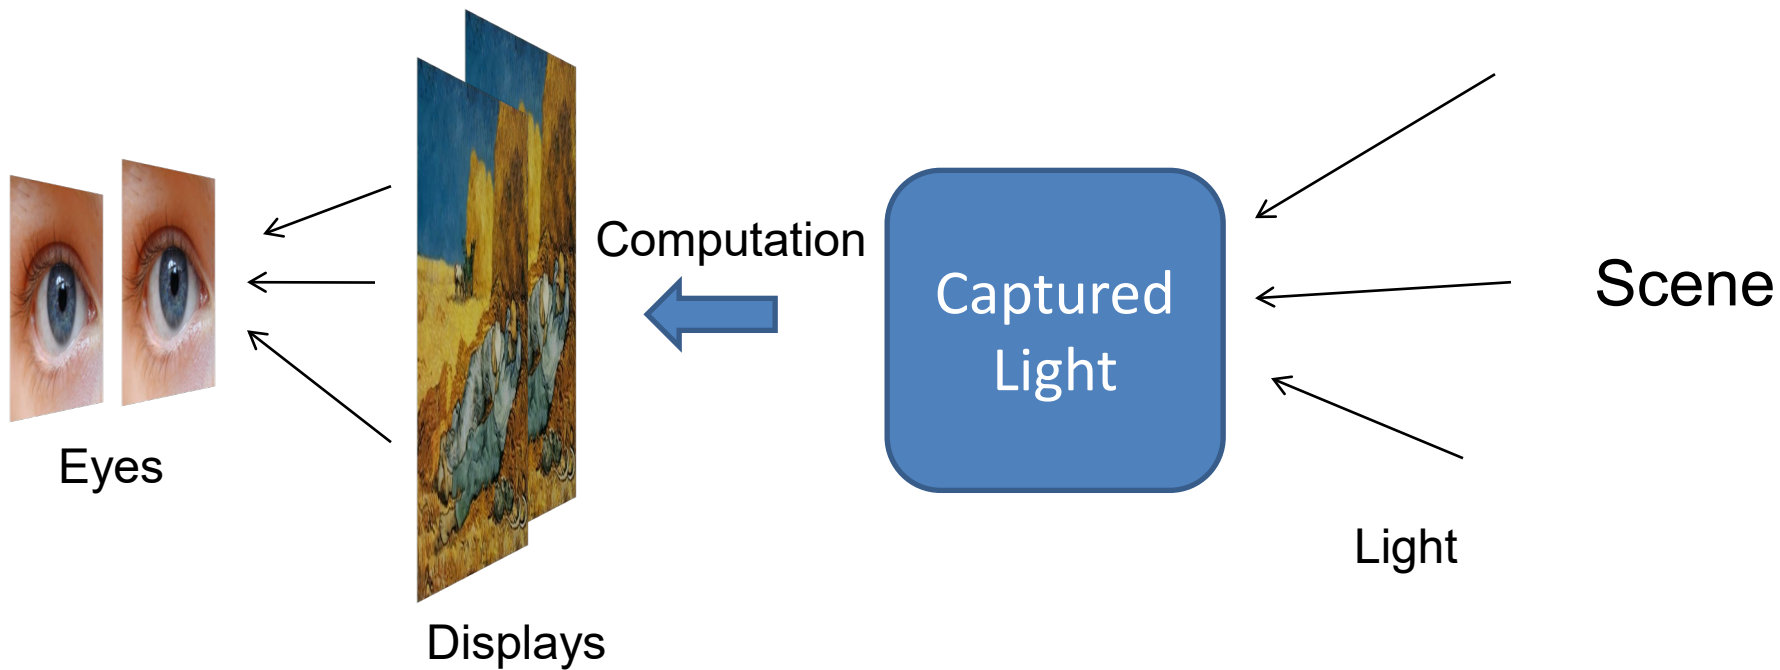 Computation
Captured
Light
Scene
Eyes
Light
Displays